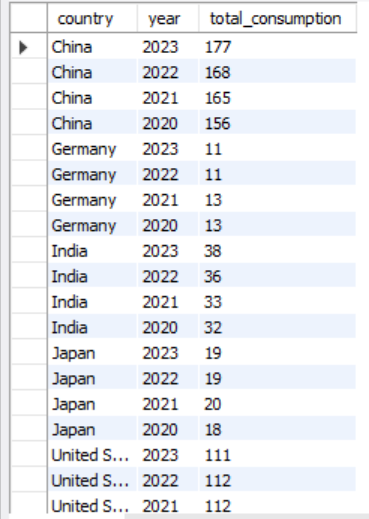 country year total_consumption
China 2023 177
China 2022 168
China 2021 165
China 2020 156
Germany 2023 11
Germany 2022 11
Germany 2021 13
Germany 2020 13
India 2023 38
India 2022 36
India 2021 33
India 2020 32
Japan 2023 19
Japan 2022 19
Japan 2021 20
Japan 2020 18
United S... 2023 111
United S... 2022 112
United S... 2021 112